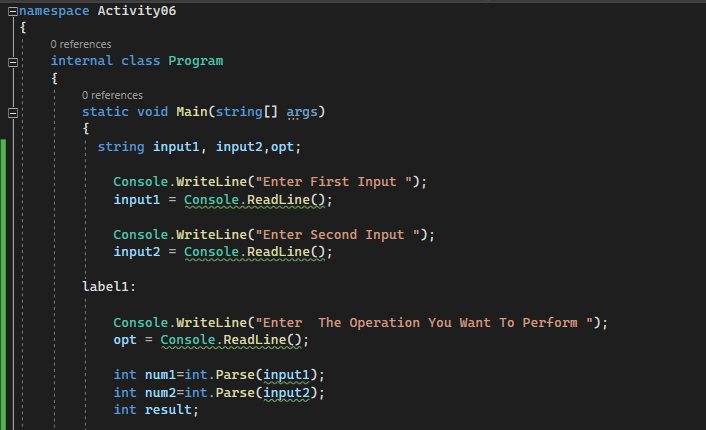 namespace Activity06
{
0 references
internal class Program
{
0 references
static void Main(string[] args)
{
string input1, input2,opt;
Console.WriteLine("Enter First Input ");
input1 = Console.ReadLine();
Console.WriteLine("Enter Second Input ");
input2 = Console.ReadLine();
label1:
Console.WriteLine("Enter  The Operation You Want To Perform ");
opt = Console.ReadLine();
int num1=int.Parse(input1);
int num2=int.Parse(input2);
int result;